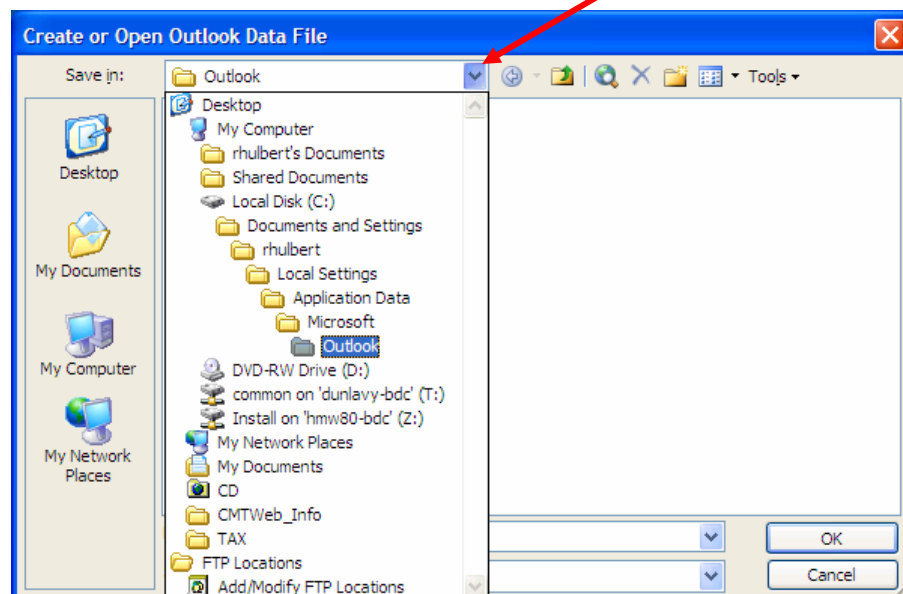 Create or Open Outlook Data File
Save in:
Outlook
Tools
Desktop
My Documents
My Computer
My Network
Places
Desktop
My Computer
rhulbert's Documents
Shared Documents
Local Disk (C:)
Documents and Settings
rhulbert
Local Settings
Application Data
Microsoft
Outlook
DVD-RW Drive (D:)
common on 'dunlavy-bdc' (T:)
Install on 'hmw80-bdc' (Z:)
My Network Places
My Documents
CD
CMTWeb_Info
TAX
FTP Locations
Add/Modify FTP Locations
OK
Cancel